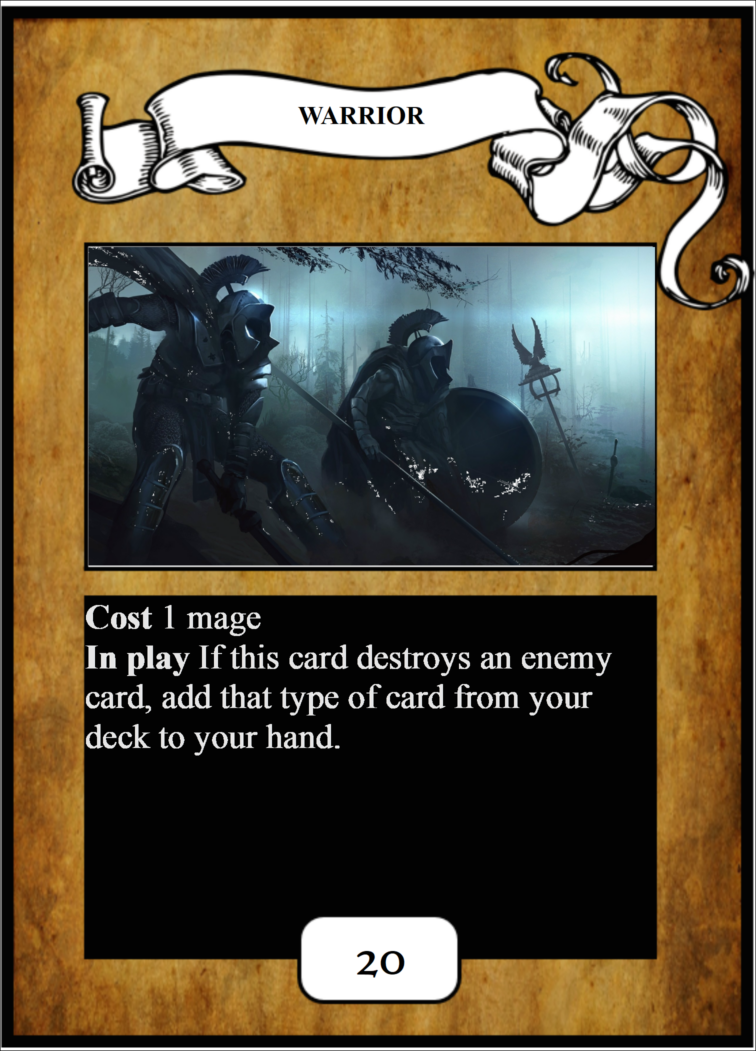 WARRIOR
Cost 1 mage
In play If this card destroys an enemy
card, add that type of card from your
deck to your hand.
20